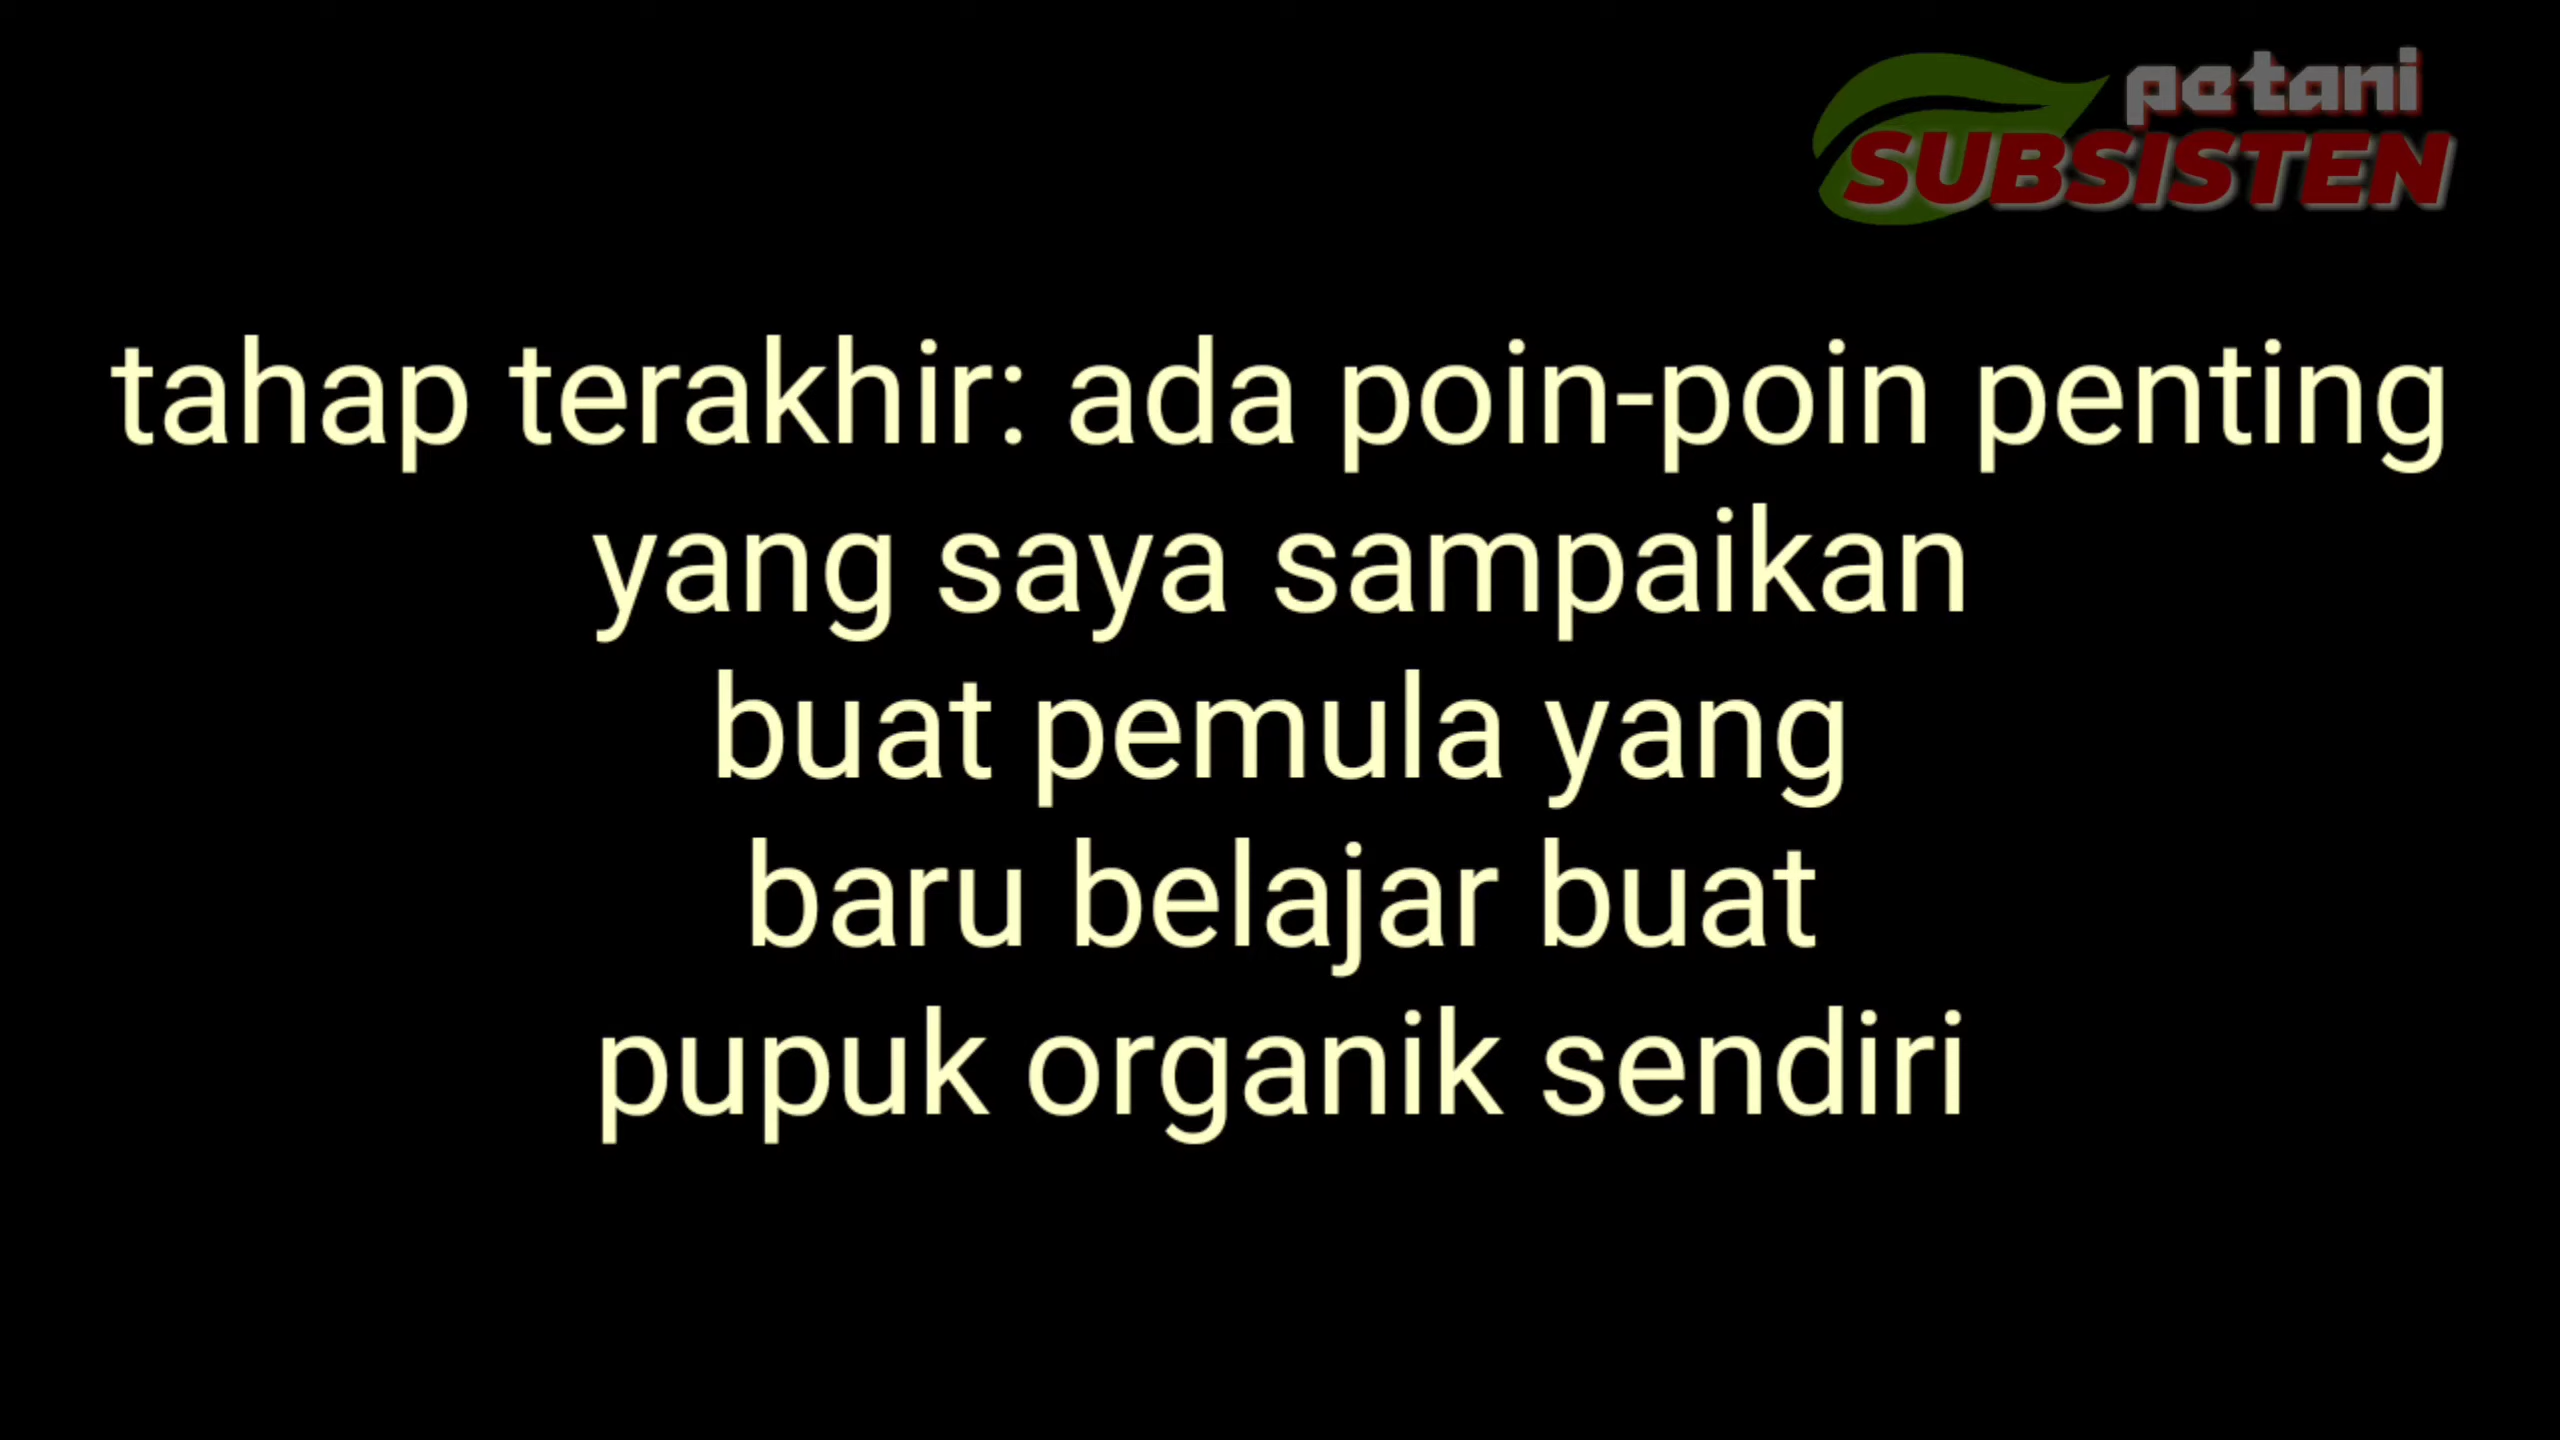 petani
SUBSISTEN
tahap terakhir: ada poin-poin penting
yang saya sampaikan
buat pemula yang
baru belajar buat
pupuk organik sendiri